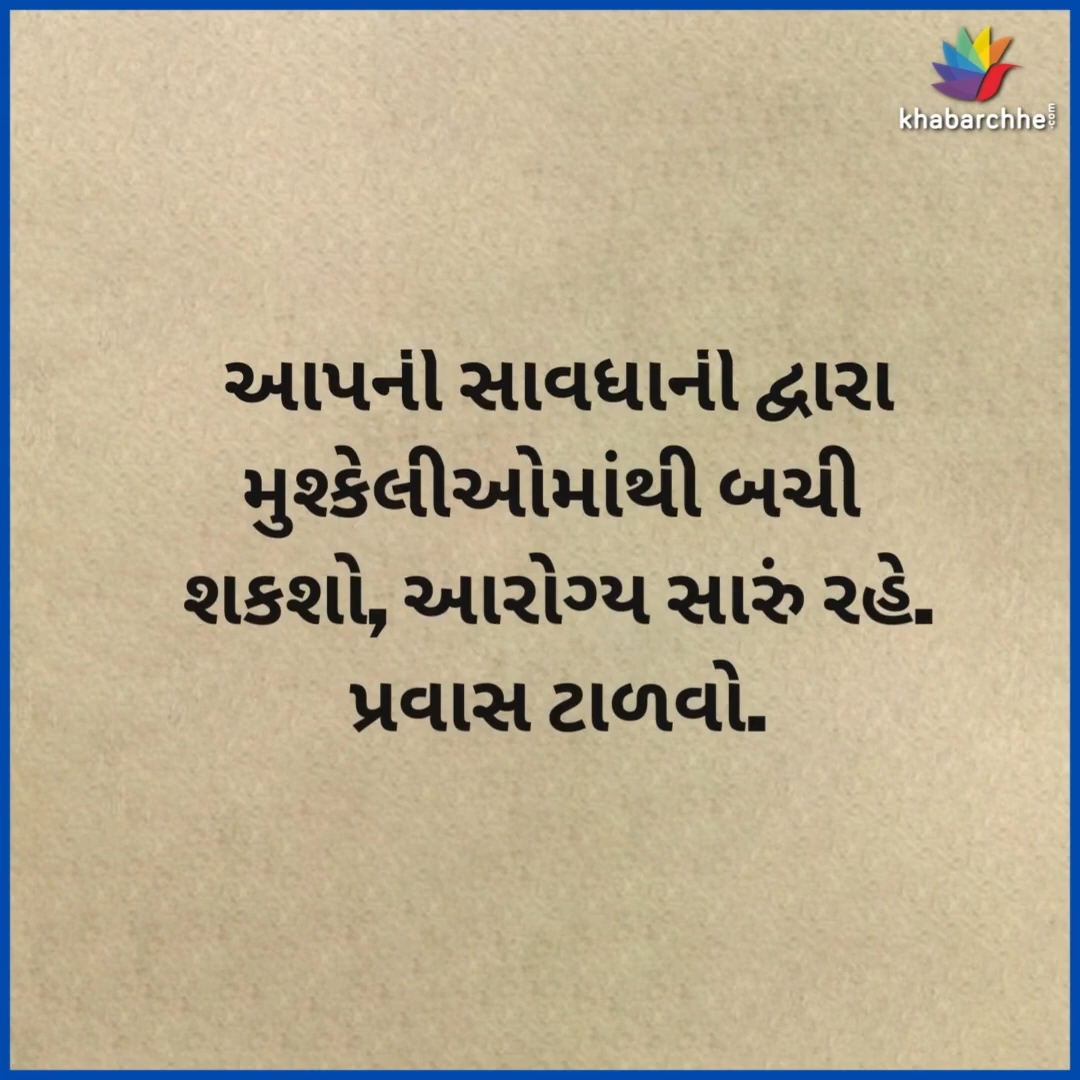 khabarchhe.com
આપની સાવધાની દ્વારા
મુશ્કેલીઓમાંથી બચી
શકશો, આરોગ્ય સારું રહે.
પ્રવાસ ટાળવો.